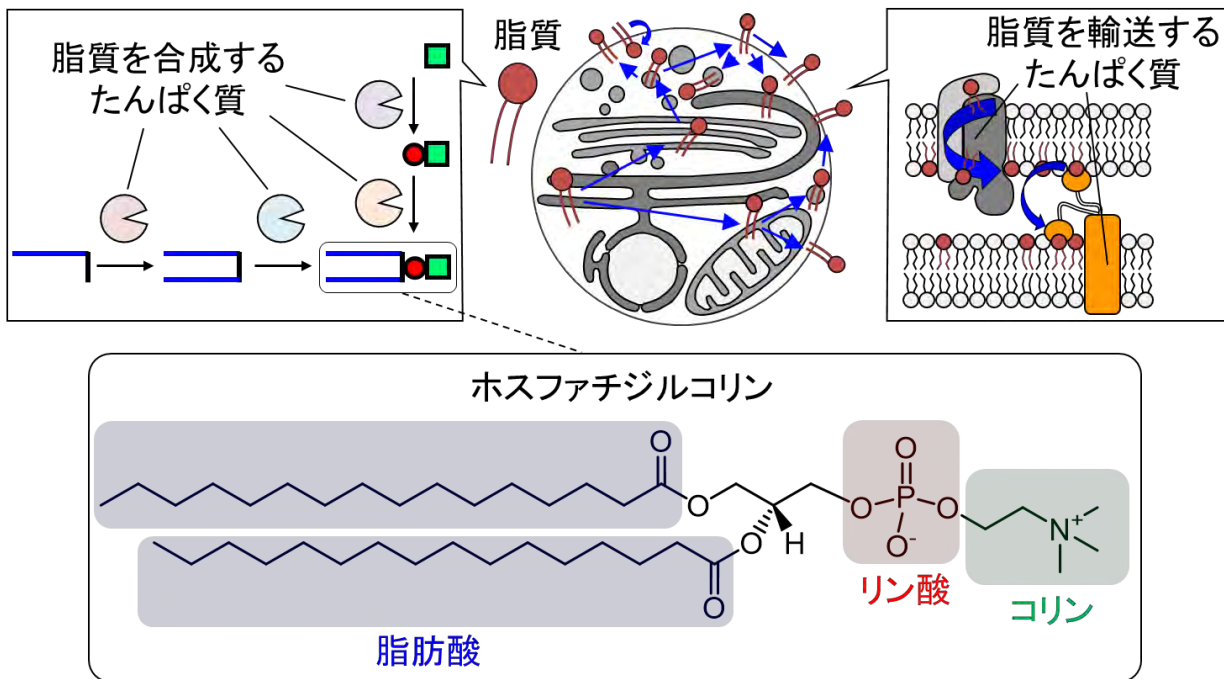 脂質を合成する
たんぱく質
脂質
脂質を輸送する
たんぱく質
ホスファチジルコリン
O
O
O
O
H
O
O
P
O
O-
N+
リン酸
コリン
O
脂肪酸